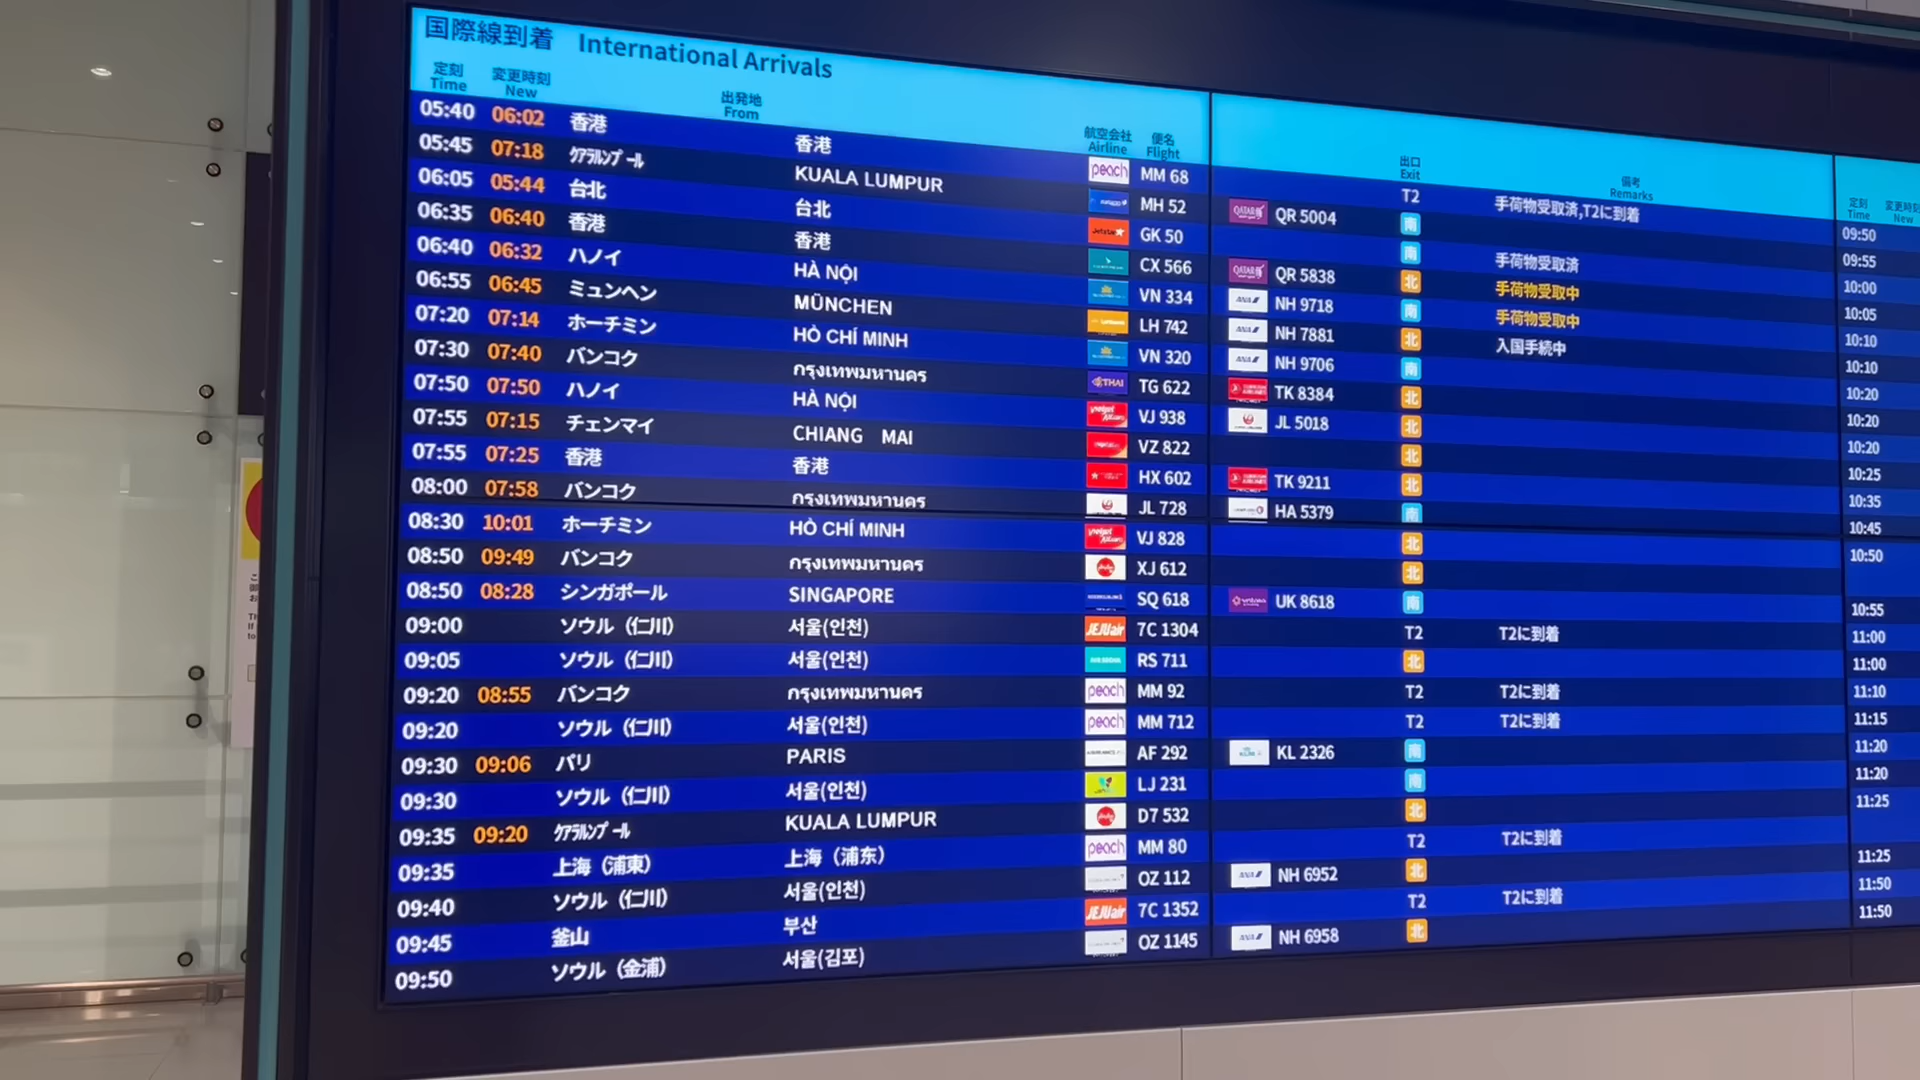 国際線到着 International Arrivals
定刻 変更時刻 出発地 航空会社 便名 出口 備考 定刻 変更時刻
Time New From Airline Flight Exit Remarks Time New
05:40 06:02 香港 香港 peach MM 68 T2 手荷物受取済,T2に到着
05:45 07:18 クアラルンプール KUALA LUMPUR MH 52 QATAR QR 5004 南
06:05 05:44 台北 台北 Jetstar GK 50 南 手荷物受取済
06:35 06:40 香港 香港 CX 566 QATAR QR 5838 北 手荷物受取中
06:40 06:32 ハノイ HÀ NỘI VN 334 ANA NH 9718 南 手荷物受取中
06:55 06:45 ミュンヘン MÜNCHEN LH 742 ANA NH 7881 北 入国手続中
07:20 07:14 ホーチミン HỒ CHÍ MINH VN 320 ANA NH 9706 南
07:30 07:40 バンコク กรุงเทพมหานคร THAI TG 622 TK 8384 北
07:50 07:50 ハノイ HÀ NỘI VJ 938 JL 5018 北
07:55 07:15 チェンマイ CHIANG MAI VZ 822 北
07:55 07:25 香港 香港 HX 602 TK 9211 北
08:00 07:58 バンコク กรุงเทพมหานคร JL 728 HA 5379 南
08:30 10:01 ホーチミン HỒ CHÍ MINH VJ 828 北
08:50 09:49 バンコク กรุงเทพมหานคร XJ 612 北
08:50 08:28 シンガポール SINGAPORE SQ 618 UK 8618 南
09:00 ソウル（仁川） 서울(인천) JEJUair 7C 1304 T2 T2に到着
09:05 ソウル（仁川） 서울(인천) RS 711 北
09:20 08:55 バンコク กรุงเทพมหานคร peach MM 92 T2 T2に到着
09:20 ソウル（仁川） 서울(인천) peach MM 712 T2 T2に到着
09:30 09:06 パリ PARIS AF 292 KL 2326 南
09:30 ソウル（仁川） 서울(인천) LJ 231 南
09:35 09:20 クアラルンプール KUALA LUMPUR D7 532 北
09:35 上海（浦東） 上海（浦东） peach MM 80 T2 T2に到着
09:40 ソウル（仁川） 서울(인천) OZ 112 ANA NH 6952 北
09:45 釜山 부산 JEJUair 7C 1352 T2 T2に到着
09:50 ソウル（金浦） 서울(김포) OZ 1145 ANA NH 6958 北
09:50
09:55
10:00
10:05
10:10
10:10
10:20
10:20
10:20
10:25
10:35
10:45
10:50
10:55
11:00
11:00
11:10
11:15
11:20
11:20
11:25
11:25
11:50
11:50